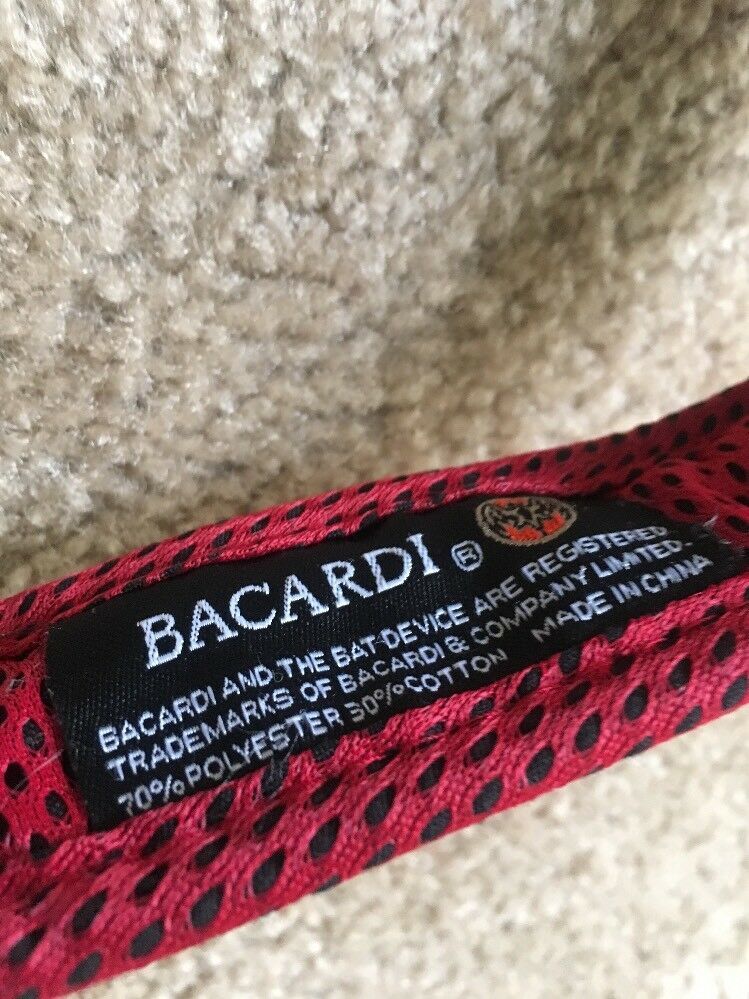 BACARDI ®
BACARDI AND THE BAT-DEVICE ARE REGISTERED
TRADEMARKS OF BACARDI & COMPANY LIMITED.
70% POLYESTER 30% COTTON MADE IN CHINA